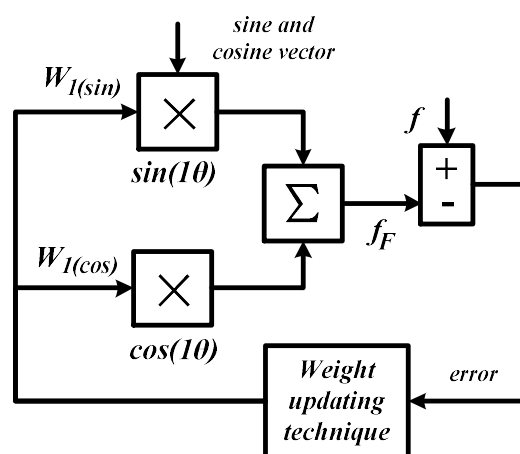 sine and
cosine vector
W1(sin)
×
sin(1θ)
f
+
-
Σ
fF
W1(cos)
×
cos(1θ)
Weight
updating
technique
error